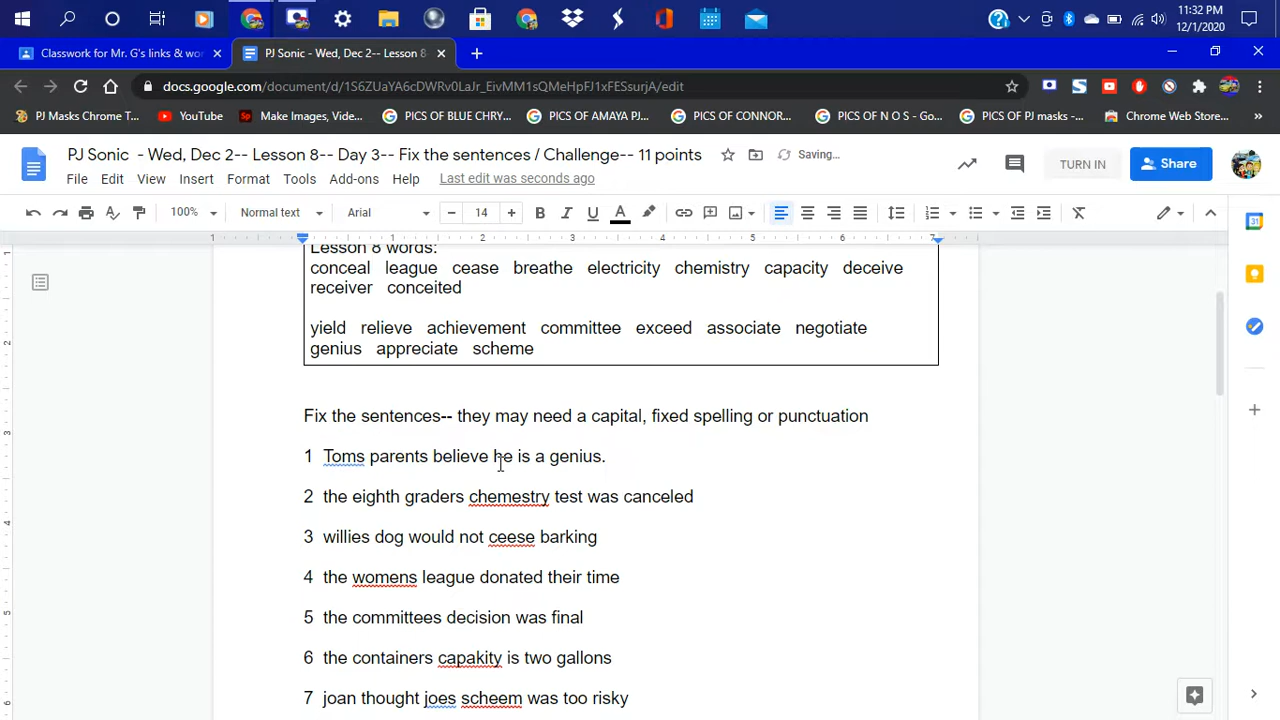 11:32 PM
12/1/2020
Classwork for Mr. G's links & wor
PJ Sonic - Wed, Dec 2-- Lesson 8-
docs.google.com/document/d/1S6ZUaYA6cDWRv0LaJr_EivMM1sQMeHpFJ1xFESsurjA/edit
PJ Masks Chrome T...
YouTube
Make Images, Vide...
PICS OF BLUE CHRY...
PICS OF AMAYA PJ...
PICS OF CONNOR...
PICS OF N O S - Go...
PICS OF PJ masks -...
Chrome Web Store...
»
PJ Sonic - Wed, Dec 2-- Lesson 8-- Day 3-- Fix the sentences / Challenge-- 11 points
Saving...
TURN IN
Share
File Edit View Insert Format Tools Add-ons Help Last edit was seconds ago
100% Normal text Arial 14 B I U A
1 1 2 3 4 5 6 7
Lesson 8 words:
conceal league cease breathe electricity chemistry capacity deceive
receiver conceited
yield relieve achievement committee exceed associate negotiate
genius appreciate scheme
Fix the sentences-- they may need a capital, fixed spelling or punctuation
1 Toms parents believe he is a genius.
2 the eighth graders chemestry test was canceled
3 willies dog would not ceese barking
4 the womens league donated their time
5 the committees decision was final
6 the containers capakity is two gallons
7 joan thought joes scheem was too risky